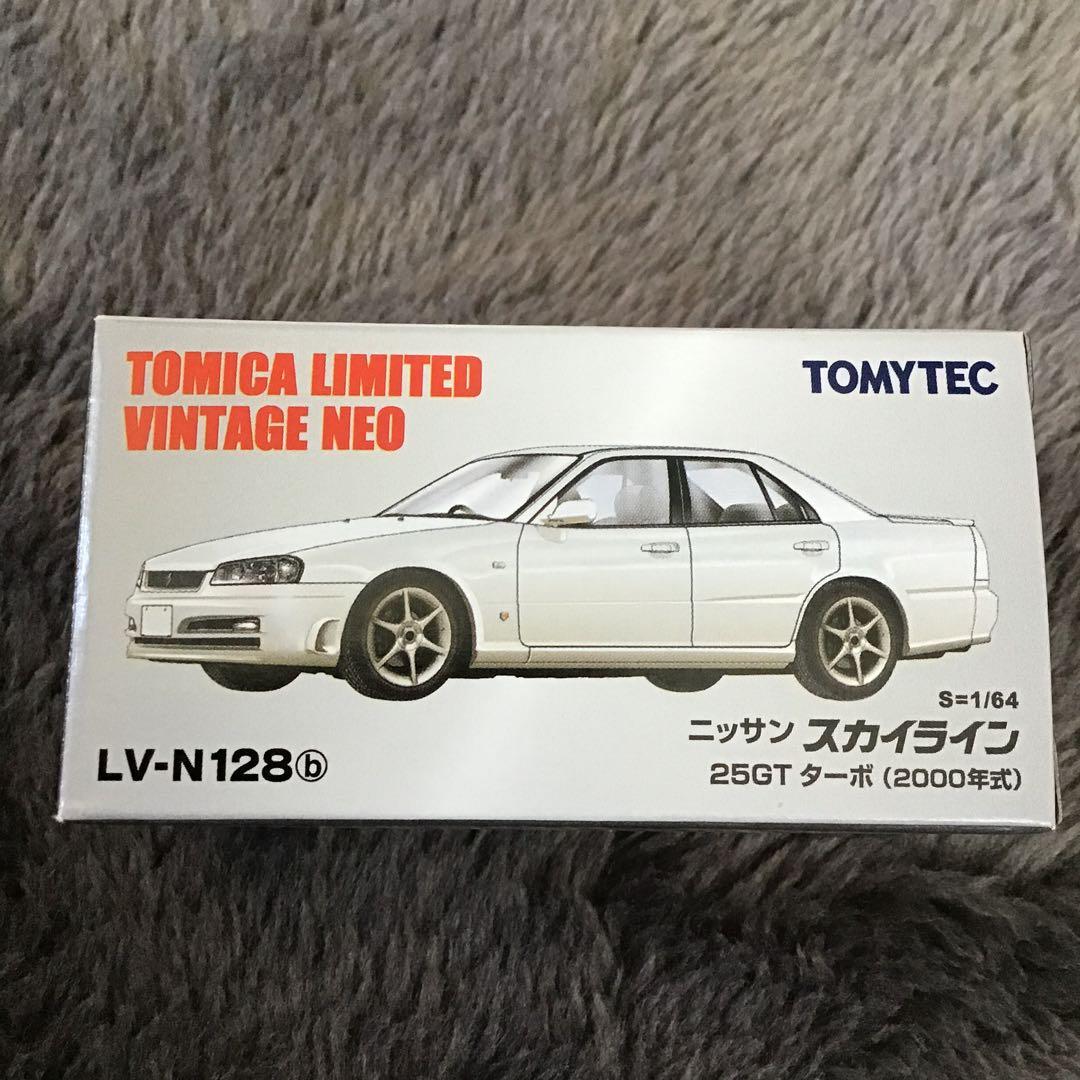 TOMICA LIMITED
VINTAGE NEO
TOMYTEC
S=1/64
ニッサン スカイライン
25GT ターボ (2000年式)
LV-N128ⓑ